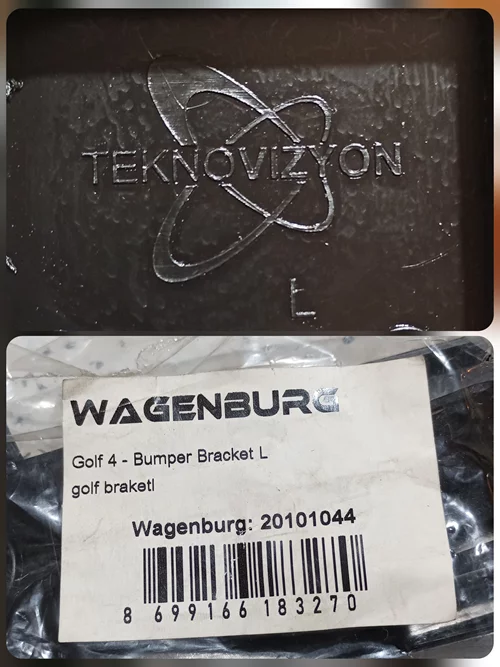 TEKNOVIZYON
L
WAGENBURG
Golf 4 - Bumper Bracket L
golf braketl
Wagenburg: 20101044
8 699166 183270